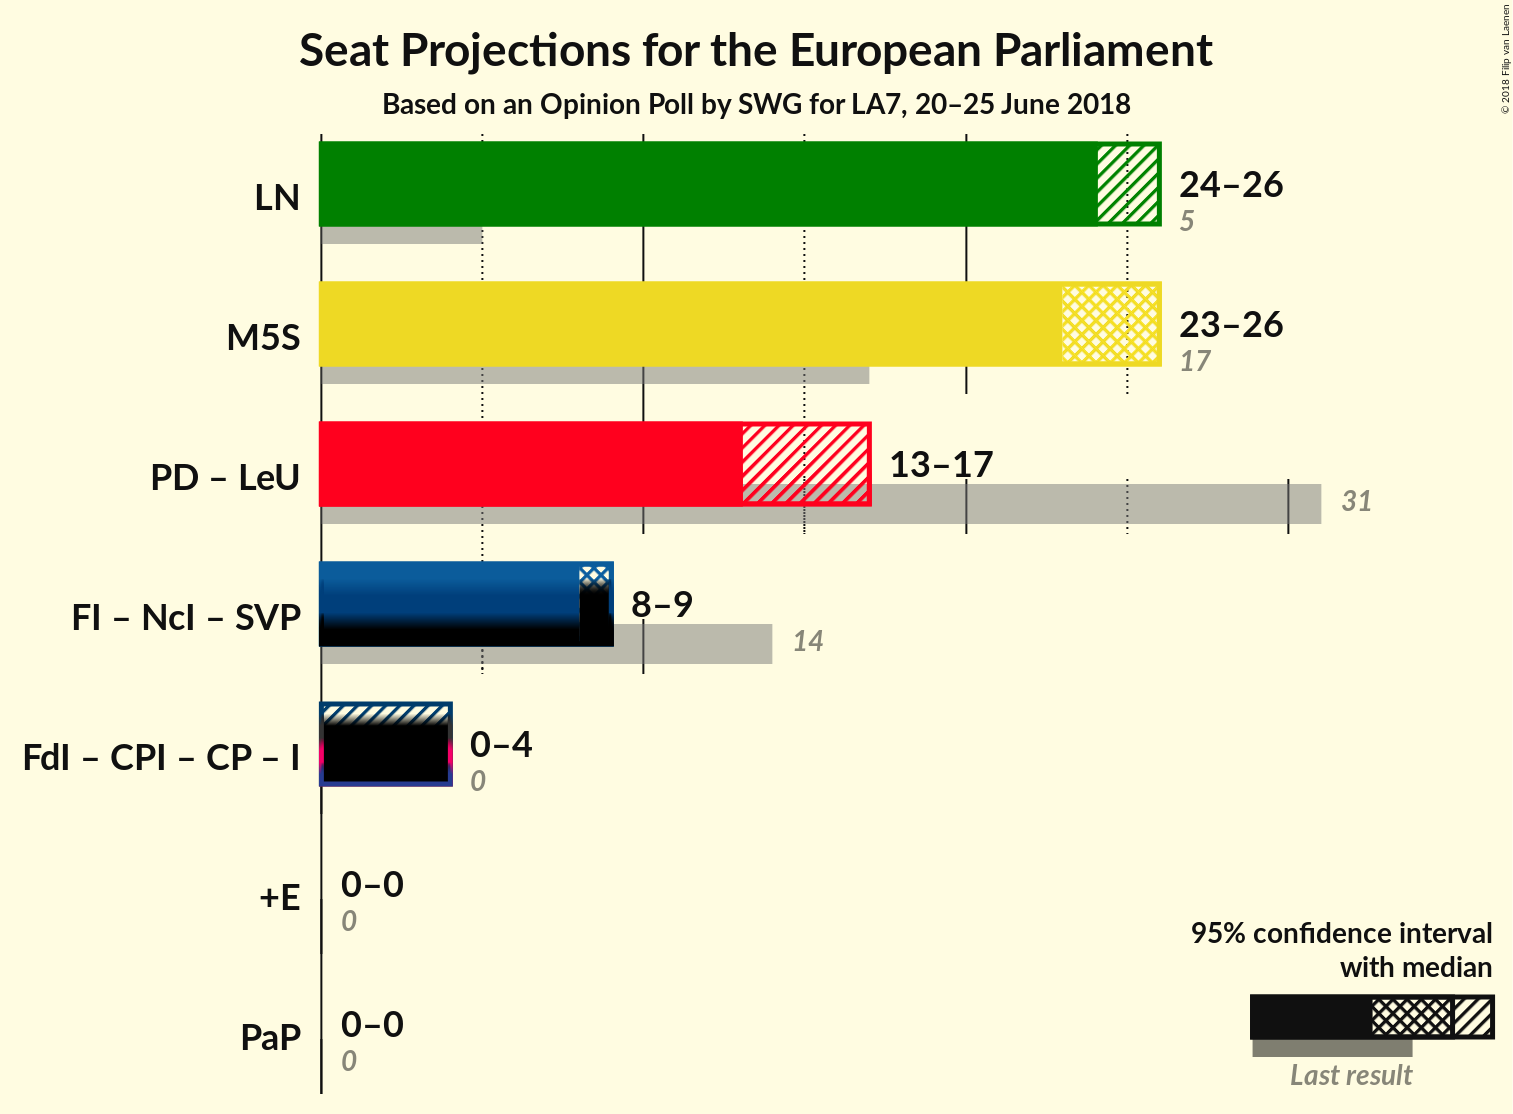 Seat Projections for the European Parliament
Based on an Opinion Poll by SWG for LA7, 20–25 June 2018
© 2018 Filip van Laenen
LN
24–26
5
M5S
23–26
17
PD – LeU
13–17
31
FI – NcI – SVP
8–9
14
FdI – CPI – CP – I
0–4
0
+E
0–0
0
PaP
0–0
0
95% confidence interval
with median
Last result